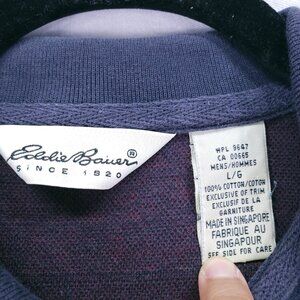 Eddie Bauer®
SINCE 1920
WPL 9647
CA 00665
MENS/HOMMES
L/G
100% COTTON/COTON
EXCLUSIVE OF TRIM
EXCLUSIF DE LA
GARNITURE
MADE IN SINGAPORE
FABRIQUE AU
SINGAPOUR
SEE SIDE FOR CARE